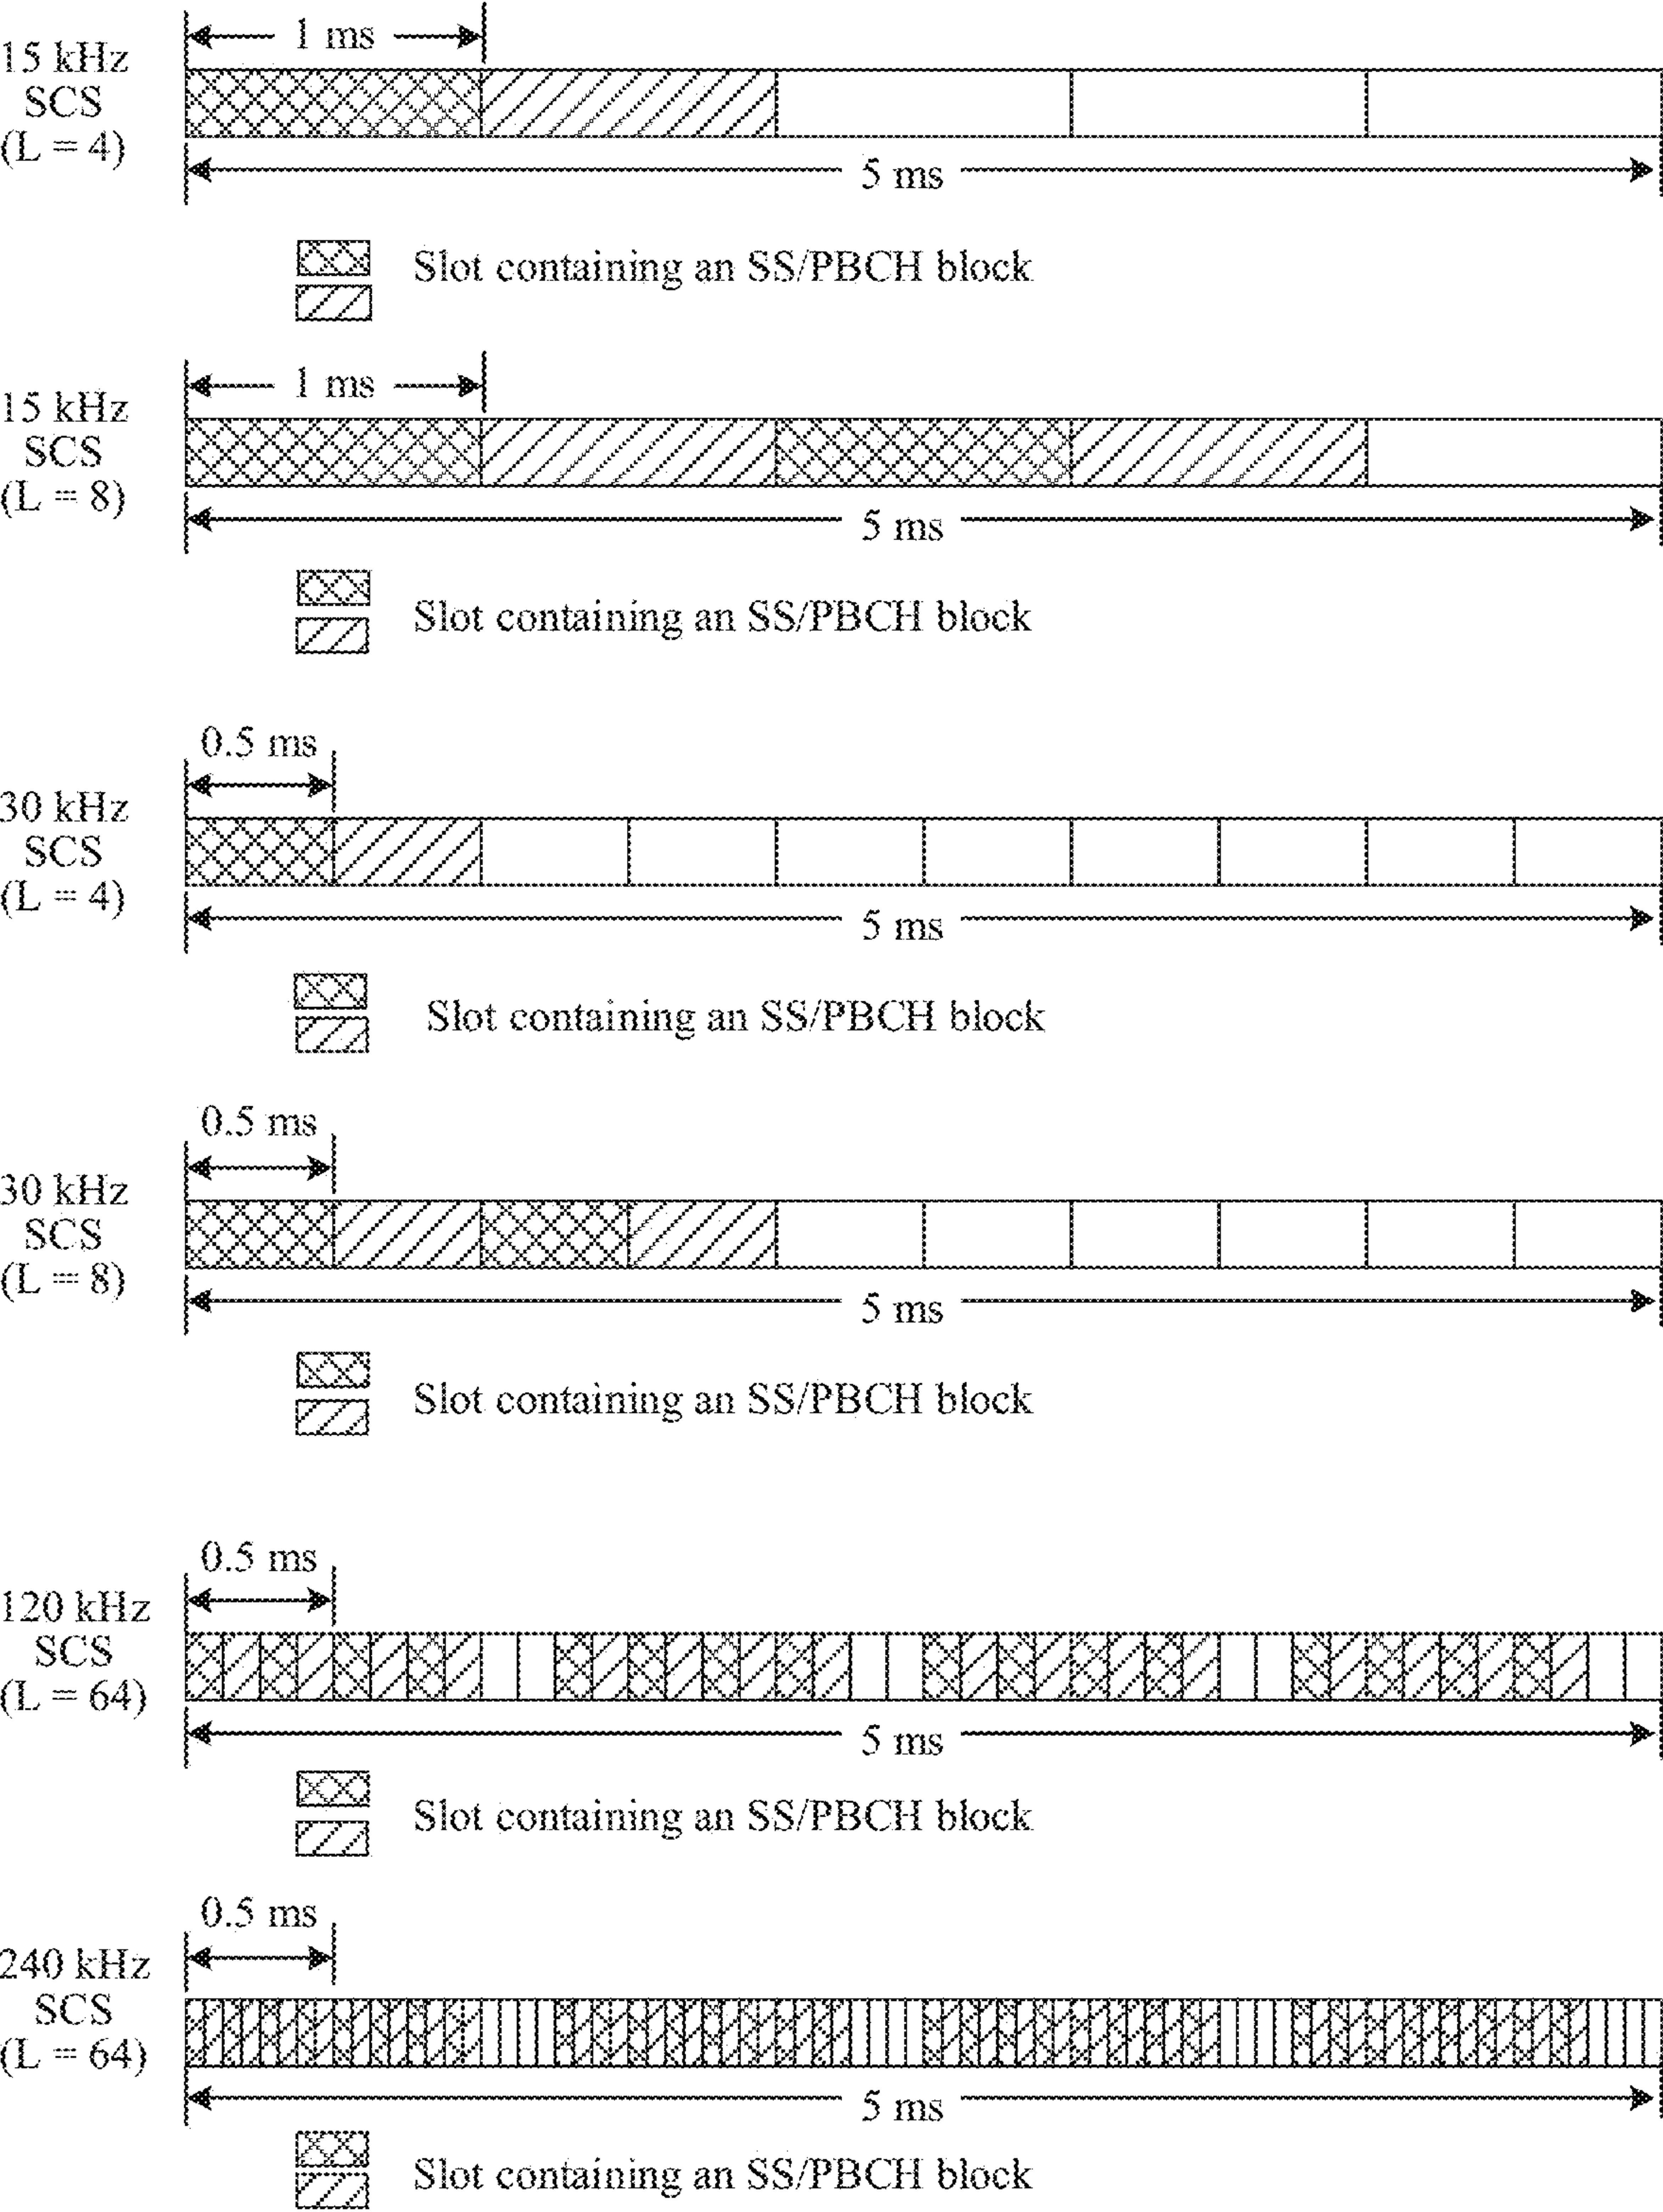 1 ms
15 kHz
SCS
(L = 4)
5 ms
Slot containing an SS/PBCH block
1 ms
15 kHz
SCS
(L = 8)
5 ms
Slot containing an SS/PBCH block
0.5 ms
30 kHz
SCS
(L = 4)
5 ms
Slot containing an SS/PBCH block
0.5 ms
30 kHz
SCS
(L = 8)
5 ms
Slot containing an SS/PBCH block
0.5 ms
120 kHz
SCS
(L = 64)
5 ms
Slot containing an SS/PBCH block
0.5 ms
240 kHz
SCS
(L = 64)
5 ms
Slot containing an SS/PBCH block